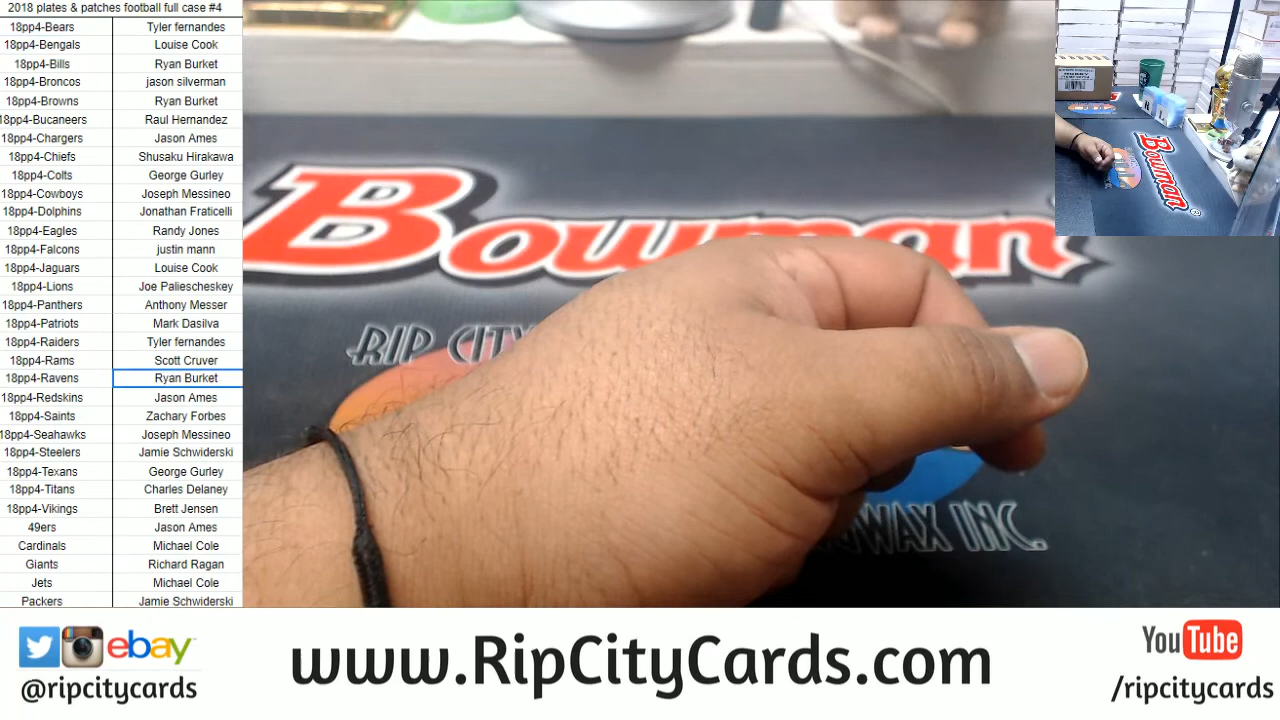 2018 plates & patches football full case #4
18pp4-Bears Tyler fernandes
18pp4-Bengals Louise Cook
18pp4-Bills Ryan Burket
18pp4-Broncos jason silverman
18pp4-Browns Ryan Burket
18pp4-Bucaneers Raul Hernandez
18pp4-Chargers Jason Ames
18pp4-Chiefs Shusaku Hirakawa
18pp4-Colts George Gurley
18pp4-Cowboys Joseph Messineo
18pp4-Dolphins Jonathan Fraticelli
18pp4-Eagles Randy Jones
18pp4-Falcons justin mann
18pp4-Jaguars Louise Cook
18pp4-Lions Joe Paliescheskey
18pp4-Panthers Anthony Messer
18pp4-Patriots Mark Dasilva
18pp4-Raiders Tyler fernandes
18pp4-Rams Scott Cruver
18pp4-Ravens Ryan Burket
18pp4-Redskins Jason Ames
18pp4-Saints Zachary Forbes
18pp4-Seahawks Joseph Messineo
18pp4-Steelers Jamie Schwiderski
18pp4-Texans George Gurley
18pp4-Titans Charles Delaney
18pp4-Vikings Brett Jensen
49ers Jason Ames
Cardinals Michael Cole
Giants Richard Ragan
Jets Michael Cole
Packers Jamie Schwiderski
Bowman
RIP CITY
WAX INC.
Bowman
ebay
@ripcitycards
www.RipCityCards.com
YouTube
/ripcitycards